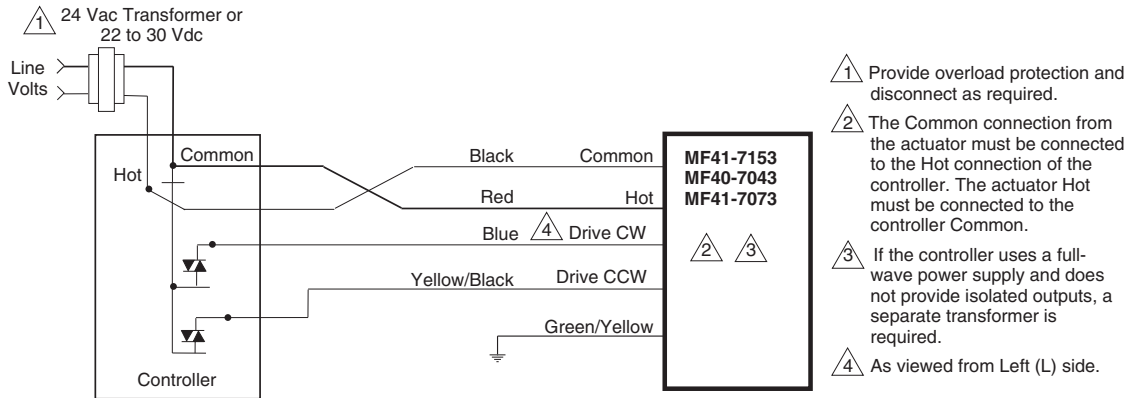 1
24 Vac Transformer or
22 to 30 Vdc
Line
Volts
Common
Hot
Controller
Black
Common
Red
Hot
Blue
4
Drive CW
Yellow/Black
Drive CCW
Green/Yellow
MF41-7153
MF40-7043
MF41-7073
2
3
1 Provide overload protection and
disconnect as required.
2 The Common connection from
the actuator must be connected
to the Hot connection of the
controller. The actuator Hot
must be connected to the
controller Common.
3 If the controller uses a full-
wave power supply and does
not provide isolated outputs, a
separate transformer is
required.
4 As viewed from Left (L) side.